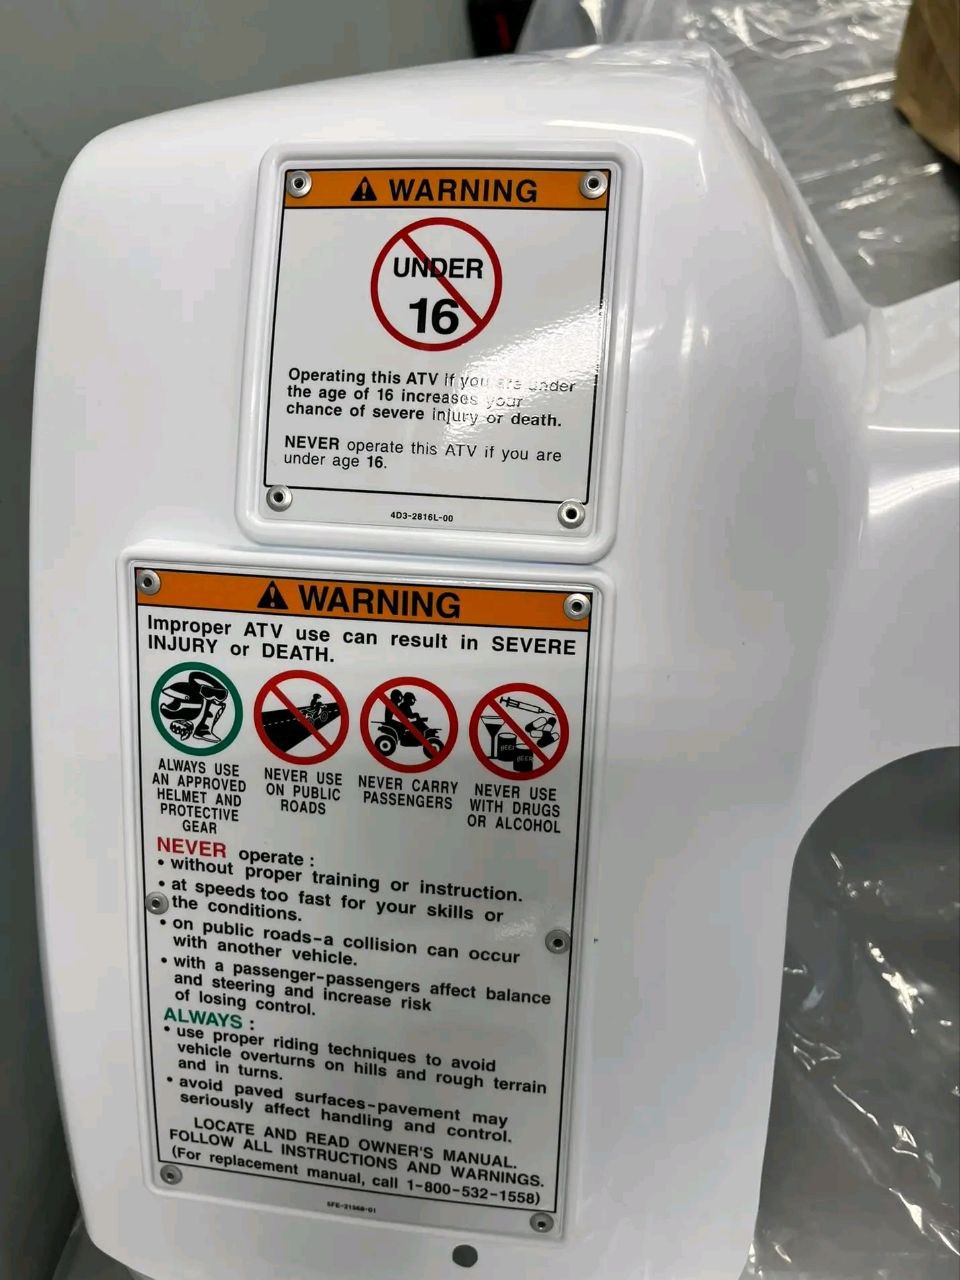 WARNING
UNDER
16
Operating this ATV if you are under
the age of 16 increases your
chance of severe injury or death.
NEVER operate this ATV if you are
under age 16.
4D3-2816L-00
WARNING
Improper ATV use can result in SEVERE
INJURY or DEATH.
ALWAYS USE
AN APPROVED
HELMET AND
PROTECTIVE
GEAR
NEVER USE
ON PUBLIC
ROADS
NEVER CARRY
PASSENGERS
BEER
BEER
NEVER USE
WITH DRUGS
OR ALCOHOL
NEVER operate :
• without proper training or instruction.
• at speeds too fast for your skills or
the conditions.
• on public roads-a collision can occur
with another vehicle.
• with a passenger-passengers affect balance
and steering and increase risk
of losing control.
ALWAYS :
• use proper riding techniques to avoid
vehicle overturns on hills and rough terrain
and in turns.
• avoid paved surfaces-pavement may
seriously affect handling and control.
LOCATE AND READ OWNER'S MANUAL.
FOLLOW ALL INSTRUCTIONS AND WARNINGS.
(For replacement manual, call 1-800-532-1558)